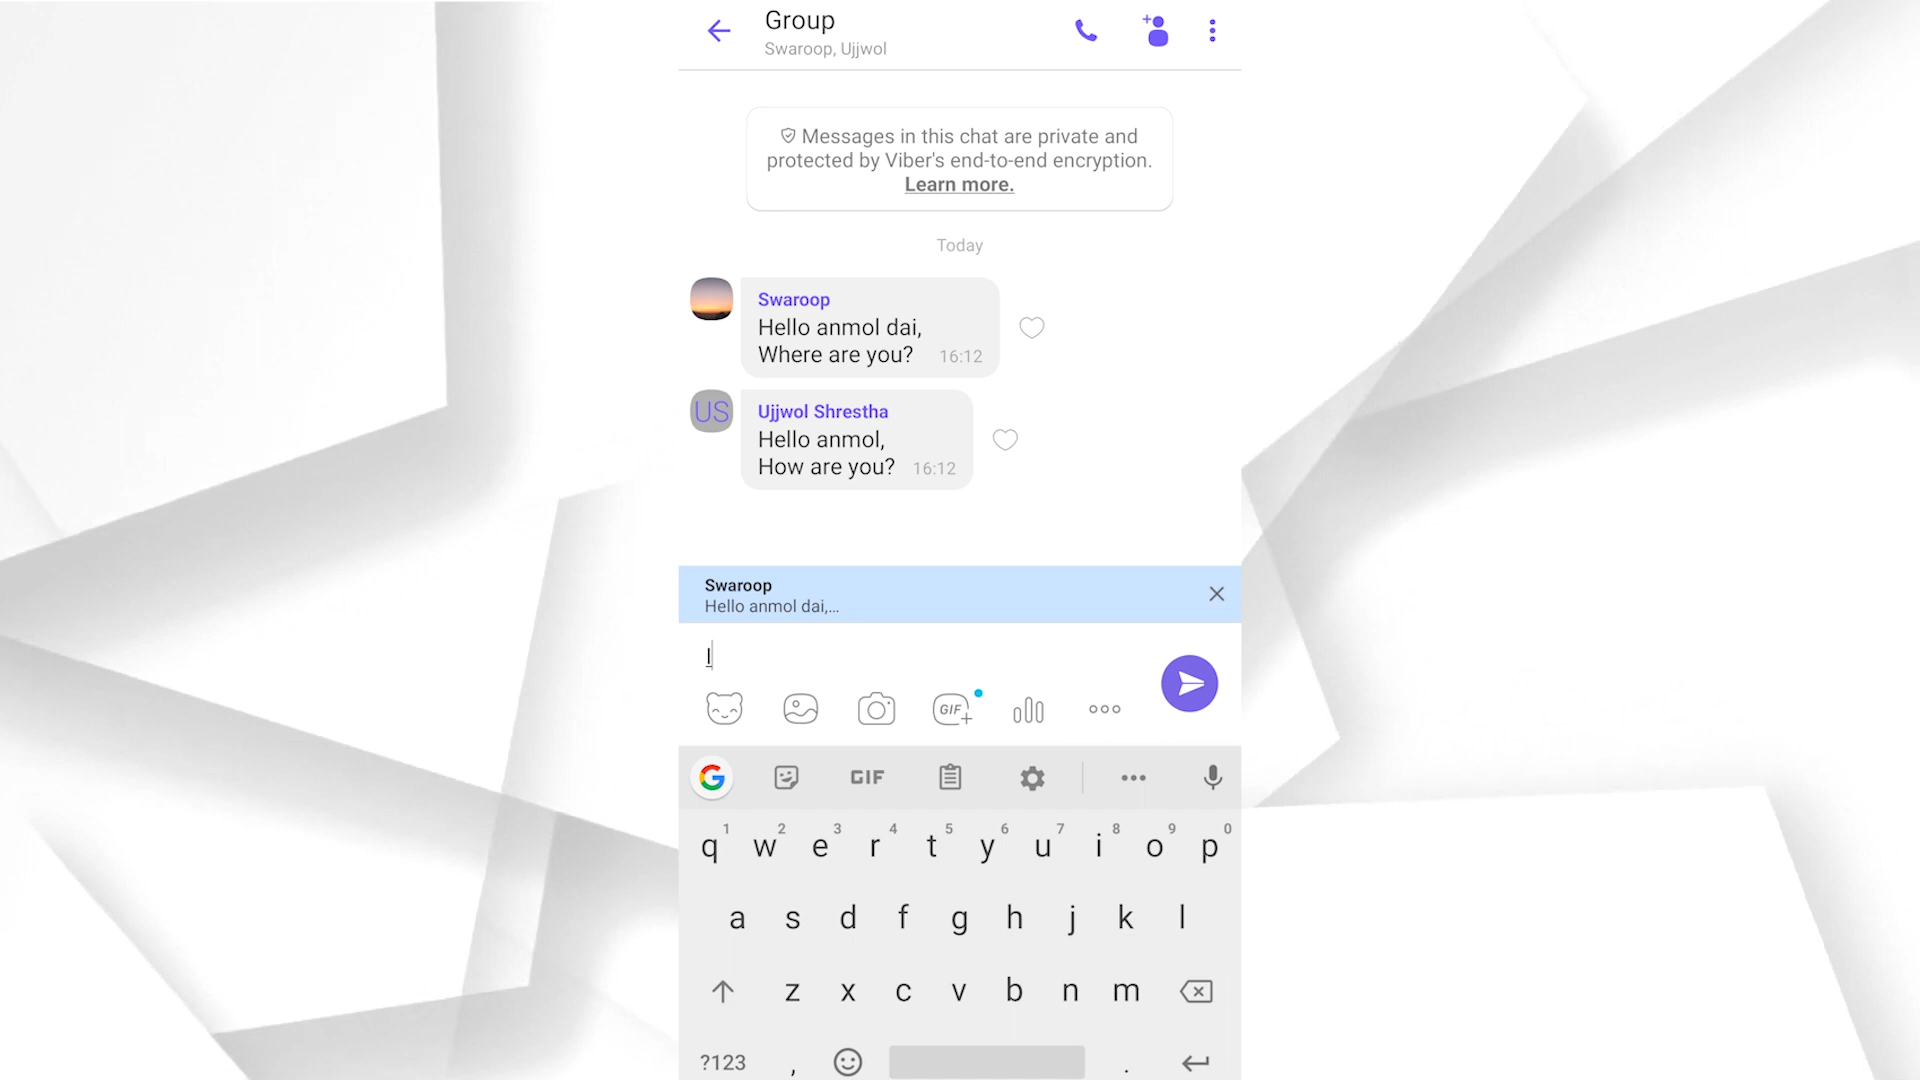 Group
Swaroop, Ujjwol
Messages in this chat are private and
protected by Viber's end-to-end encryption.
Learn more.
Today
Swaroop
Hello anmol dai,
Where are you? 16:12
US
Ujjwol Shrestha
Hello anmol,
How are you? 16:12
Swaroop
Hello anmol dai,...
I
GIF
G GIF
1 2 3 4 5 6 7 8 9 0
q w e r t y u i o p
a s d f g h j k l
z x c v b n m
?123 , .